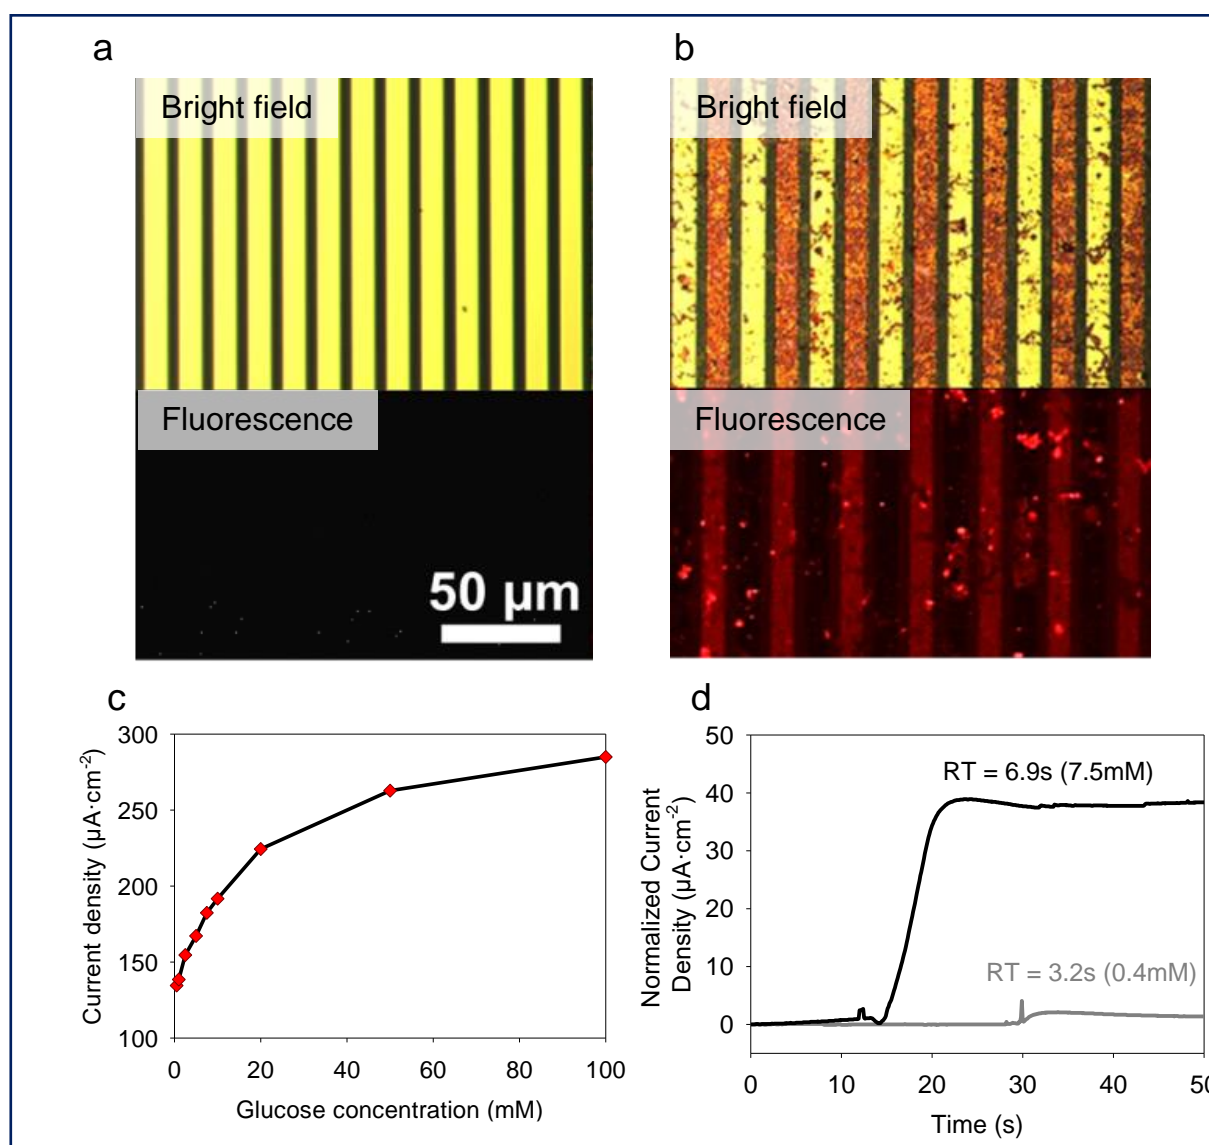 a
b
Bright field
Bright field
Fluorescence
Fluorescence
50 µm
c
d
300
250
200
150
100
Current density (µA·cm⁻²)
0
20
40
60
80
100
Glucose concentration (mM)
50
40
30
20
10
0
Normalized Current
Density (µA·cm⁻²)
RT = 6.9s (7.5mM)
RT = 3.2s (0.4mM)
0
10
20
30
40
50
Time (s)